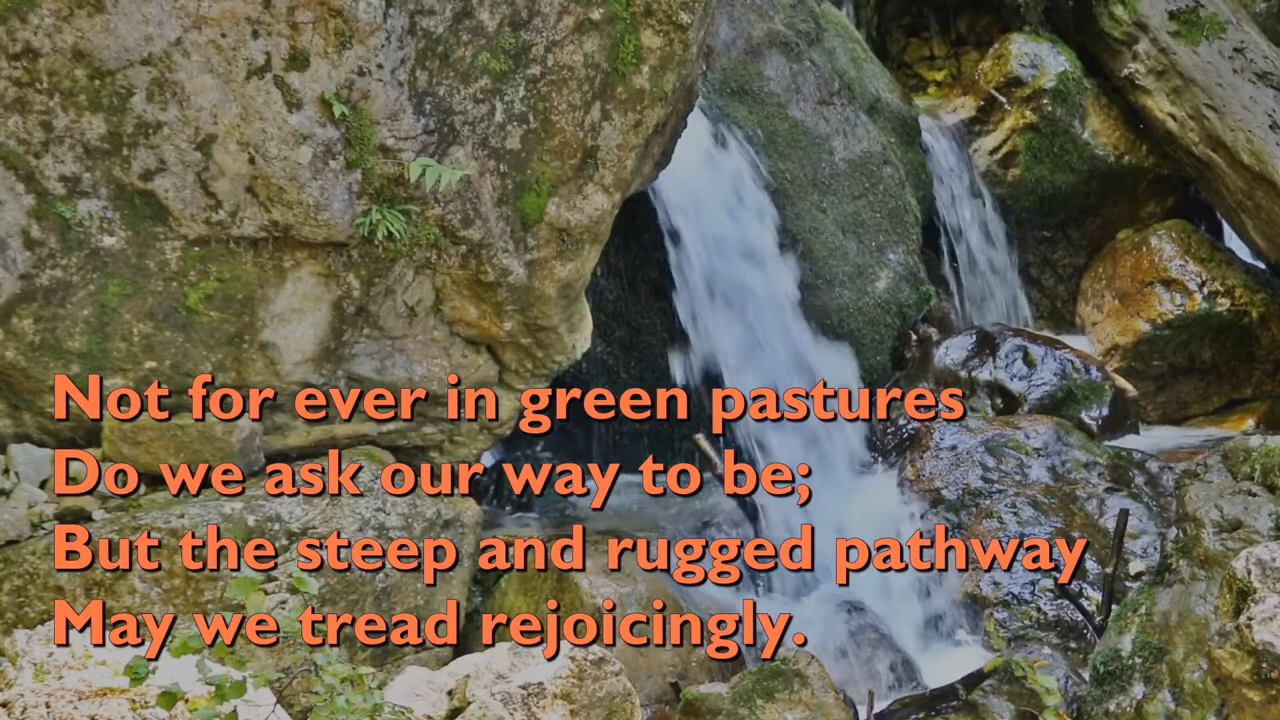 Not for ever in green pastures
Do we ask our way to be;
But the steep and rugged pathway
May we tread rejoicingly.